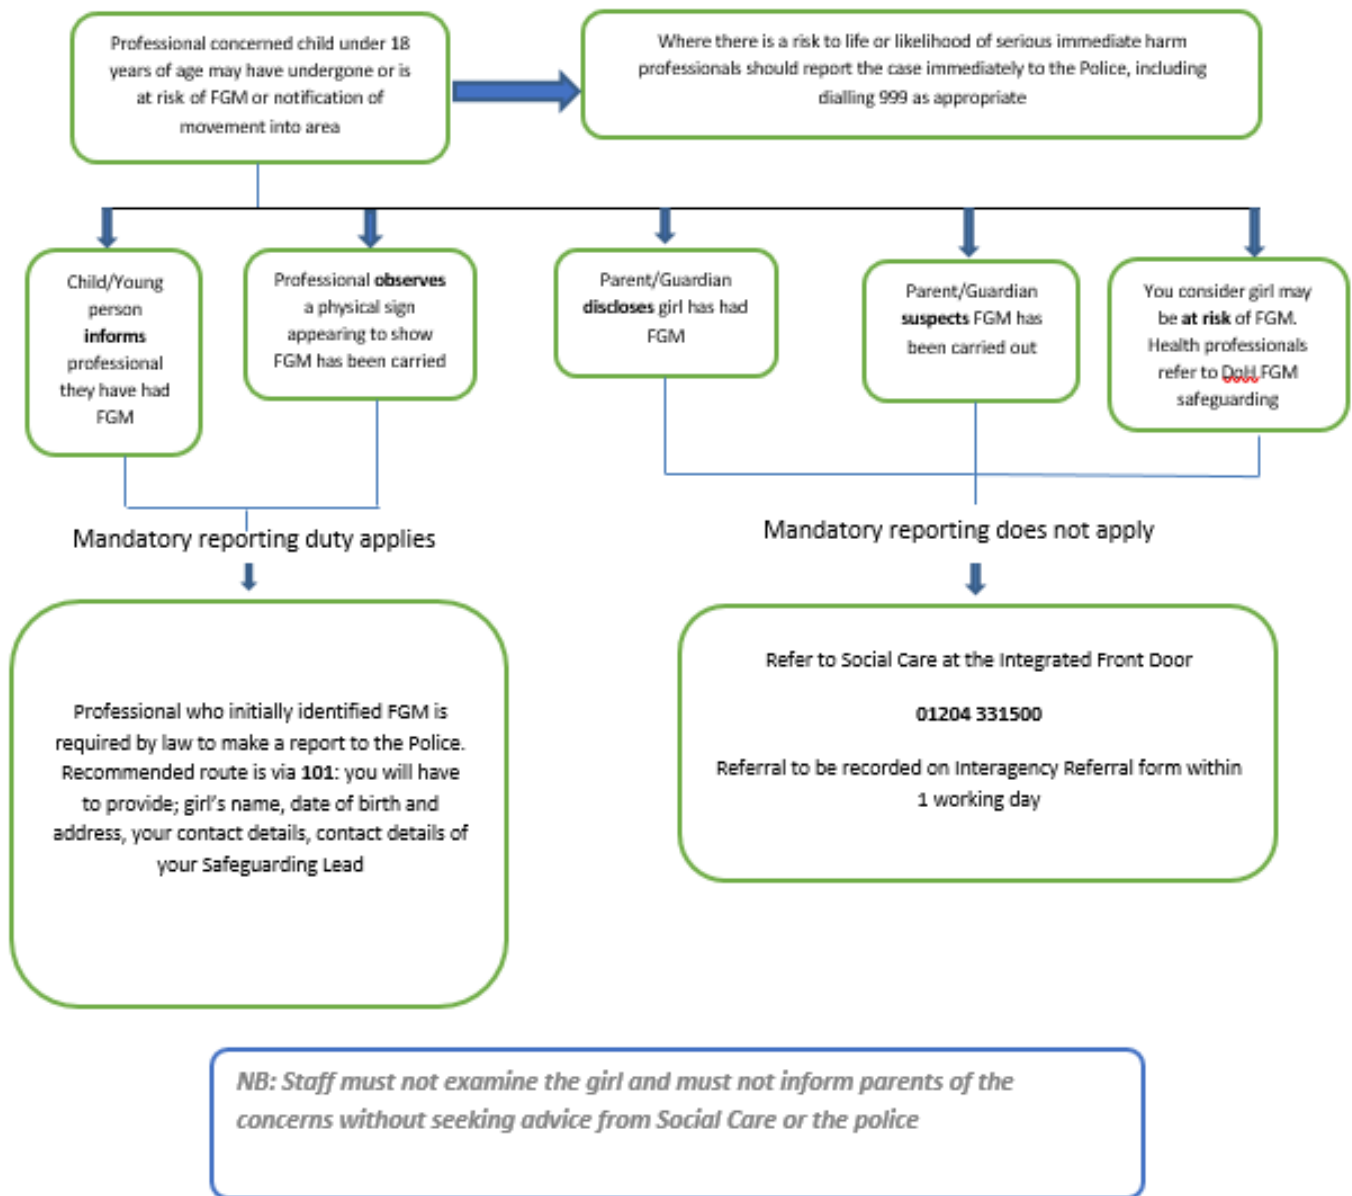 Professional concerned child under 18
years of age may have undergone or is
at risk of FGM or notification of
movement into area
Where there is a risk to life or likelihood of serious immediate harm
professionals should report the case immediately to the Police, including
dialling 999 as appropriate
Child/Young
person
informs
professional
they have had
FGM
Professional observes
a physical sign
appearing to show
FGM has been carried
Parent/Guardian
discloses girl has had
FGM
Parent/Guardian
suspects FGM has
been carried out
You consider girl may
be at risk of FGM.
Health professionals
refer to DoH FGM
safeguarding
Mandatory reporting duty applies
Mandatory reporting does not apply
Professional who initially identified FGM is
required by law to make a report to the Police.
Recommended route is via 101: you will have
to provide; girl's name, date of birth and
address, your contact details, contact details of
your Safeguarding Lead
Refer to Social Care at the Integrated Front Door
01204 331500
Referral to be recorded on Interagency Referral form within
1 working day
NB: Staff must not examine the girl and must not inform parents of the
concerns without seeking advice from Social Care or the police